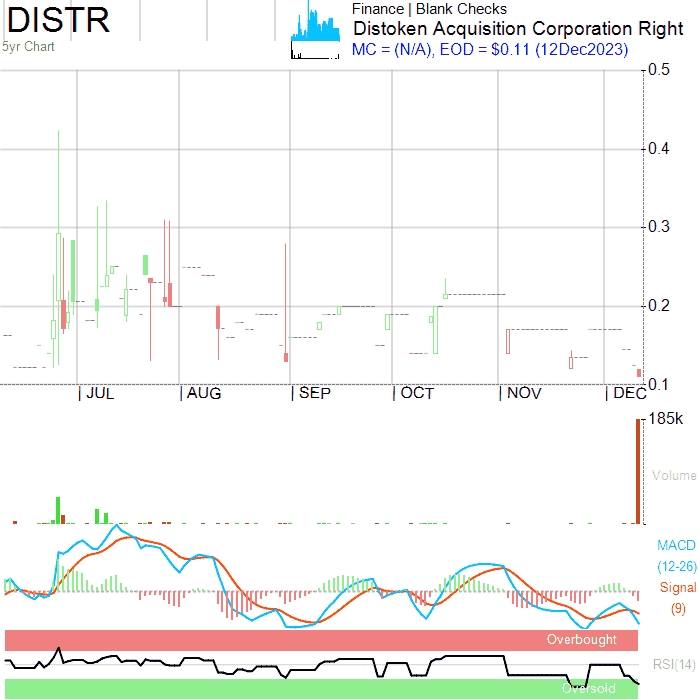 DISTR
5yr Chart
Finance | Blank Checks
Distoken Acquisition Corporation Right
MC = (N/A), EOD = $0.11 (12Dec2023)
0.5
0.4
0.3
0.2
0.1
JUL
AUG
SEP
OCT
NOV
DEC
185k
Volume
MACD
(12-26)
Signal
(9)
Overbought
RSI(14)
Oversold